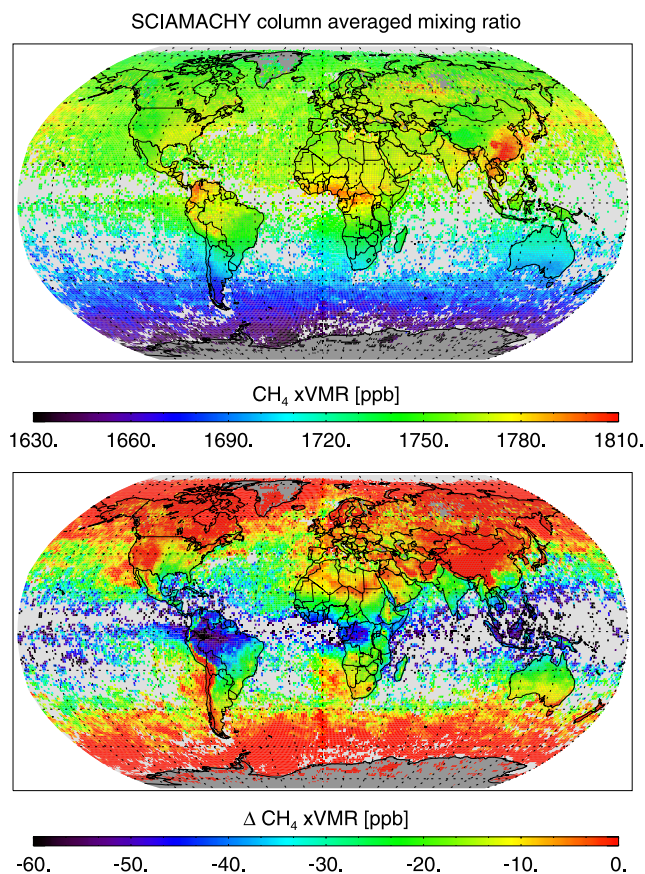 SCIAMACHY column averaged mixing ratio
CH₄ xVMR [ppb]
1630. 1660. 1690. 1720. 1750. 1780. 1810.
Δ CH₄ xVMR [ppb]
-60. -50. -40. -30. -20. -10. 0.